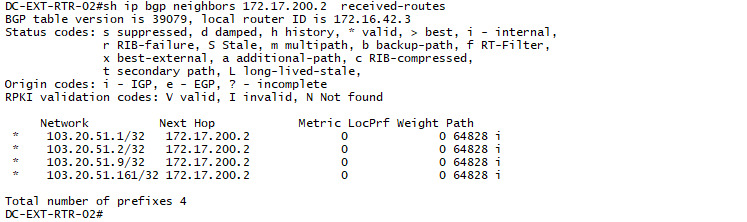 DC-EXT-RTR-02#sh ip bgp neighbors 172.17.200.2  received-routes
BGP table version is 39079, local router ID is 172.16.42.3
Status codes: s suppressed, d damped, h history, * valid, > best, i - internal,
              r RIB-failure, S Stale, m multipath, b backup-path, f RT-Filter,
              x best-external, a additional-path, c RIB-compressed,
              t secondary path, L long-lived-stale,
Origin codes: i - IGP, e - EGP, ? - incomplete
RPKI validation codes: V valid, I invalid, N Not found
     Network          Next Hop            Metric LocPrf Weight Path
 *   103.20.51.1/32   172.17.200.2             0             0 64828 i
 *   103.20.51.2/32   172.17.200.2             0             0 64828 i
 *   103.20.51.9/32   172.17.200.2             0             0 64828 i
 *   103.20.51.161/32 172.17.200.2             0             0 64828 i
Total number of prefixes 4
DC-EXT-RTR-02#